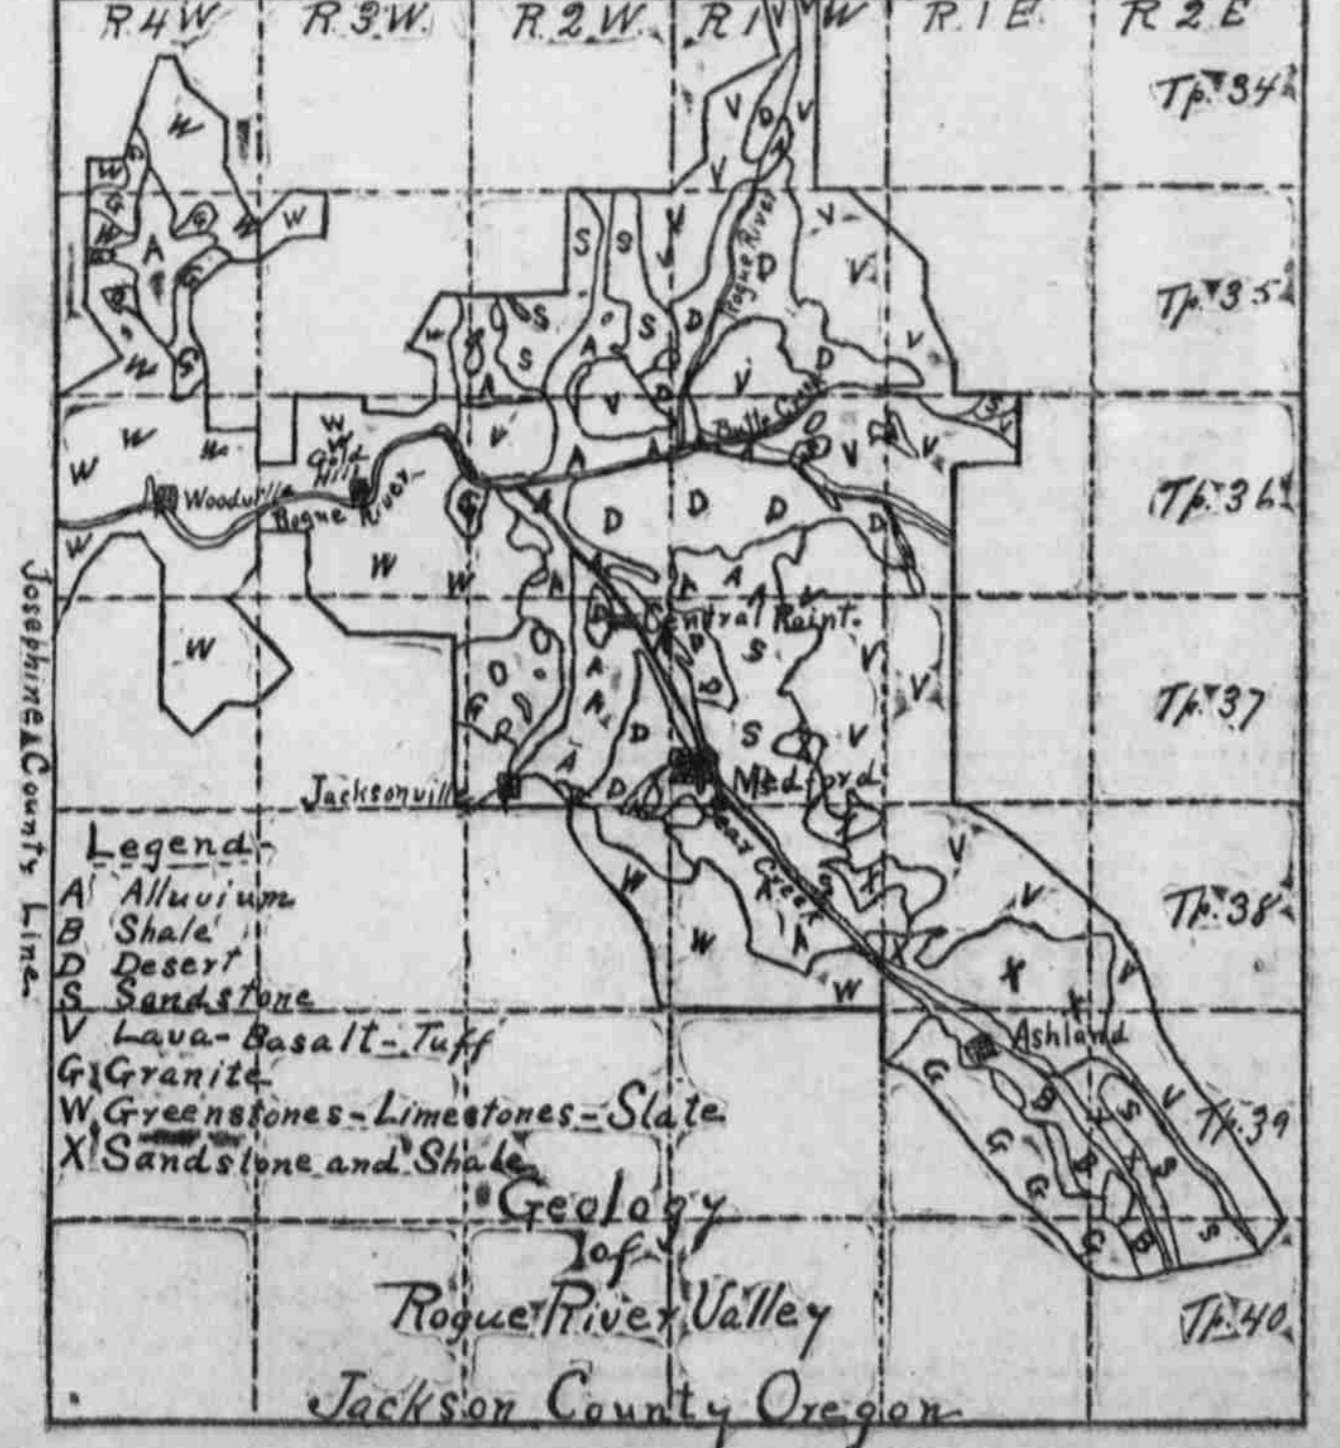 R.4W R.3W. R.2W. R1W R.1E. R2E
Tp. 34
Tp. 35
Tp. 36
Tp. 37
Tp. 38
Tp. 39
Tp. 40
Rogue River
Butte Creek
Gold
Hill
Woodville
Rogue River
Central Point.
Medford
Jacksonville
Bear Creek
Ashland
Josephine County Line
Legend-
A Alluvium
B Shale
D Desert
S Sandstone
V Lava-Basalt-Tuff
G Granite
W Greenstones-Limestones-Slate
X Sandstone and Shale
Geology
of
Rogue River Valley
Jackson County Oregon